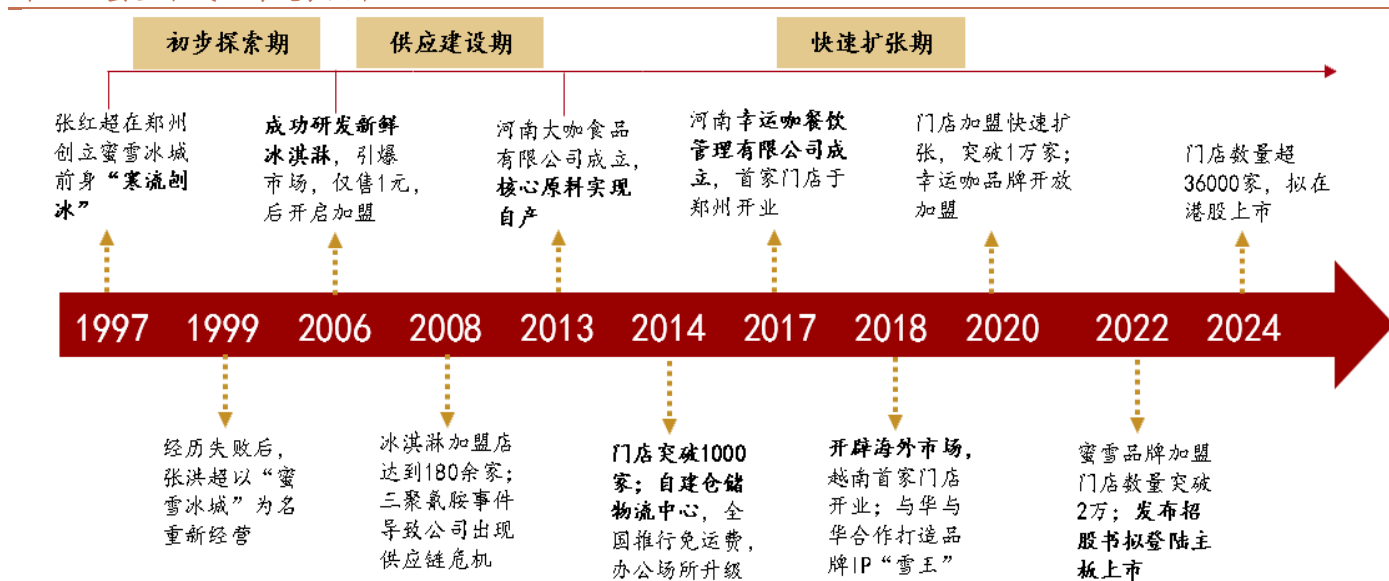 初步探索期
供应建设期
快速扩张期
张红超在郑州
创立蜜雪冰城
前身“寒流刨
冰”
成功研发新鲜
冰淇淋，引爆
市场，仅售1元，
后开启加盟
河南大咖食品
有限公司成立，
核心原料实现
自产
河南幸运咖餐饮
管理有限公司成
立，首家门店于
郑州开业
门店加盟快速扩
张，突破1万家；
幸运咖品牌开放
加盟
门店数量超
36000家，拟在
港股上市
1997 1999 2006 2008 2013 2014 2017 2018 2020 2022 2024
经历失败后，
张洪超以“蜜
雪冰城”为名
重新经营
冰淇淋加盟店
达到180余家；
三聚氰胺事件
导致公司出现
供应链危机
门店突破1000
家；自建仓储
物流中心，全
国推行免运费，
办公场所升级
开辟海外市场，
越南首家门店
开业；与华与
华合作打造品
牌IP“雪王”
蜜雪品牌加盟
门店数量突破
2万；发布招
股书拟登陆主
板上市